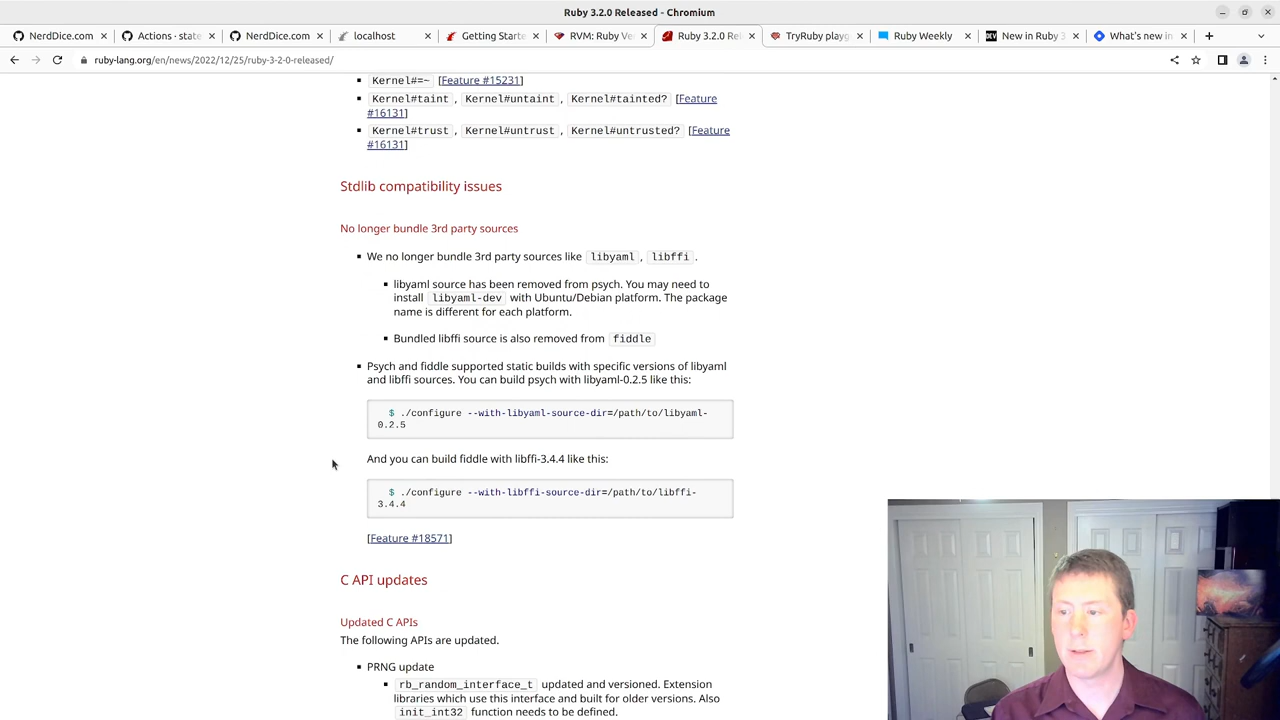 Ruby 3.2.0 Released - Chromium
NerdDice.com
Actions · state
NerdDice.com
localhost
Getting Starte
RVM: Ruby Ve
Ruby 3.2.0 Rel
TryRuby playg
Ruby Weekly
New in Ruby 3
What's new in
ruby-lang.org/en/news/2022/12/25/ruby-3-2-0-released/
Kernel#=~ [Feature #15231]
Kernel#taint, Kernel#untaint, Kernel#tainted? [Feature
#16131]
Kernel#trust, Kernel#untrust, Kernel#untrusted? [Feature
#16131]
Stdlib compatibility issues
No longer bundle 3rd party sources
We no longer bundle 3rd party sources like libyaml, libffi.
libyaml source has been removed from psych. You may need to
install libyaml-dev with Ubuntu/Debian platform. The package
name is different for each platform.
Bundled libffi source is also removed from fiddle
Psych and fiddle supported static builds with specific versions of libyaml
and libffi sources. You can build psych with libyaml-0.2.5 like this:
$ ./configure --with-libyaml-source-dir=/path/to/libyaml-
0.2.5
And you can build fiddle with libffi-3.4.4 like this:
$ ./configure --with-libffi-source-dir=/path/to/libffi-
3.4.4
[Feature #18571]
C API updates
Updated C APIs
The following APIs are updated.
PRNG update
rb_random_interface_t updated and versioned. Extension
libraries which use this interface and built for older versions. Also
init_int32 function needs to be defined.